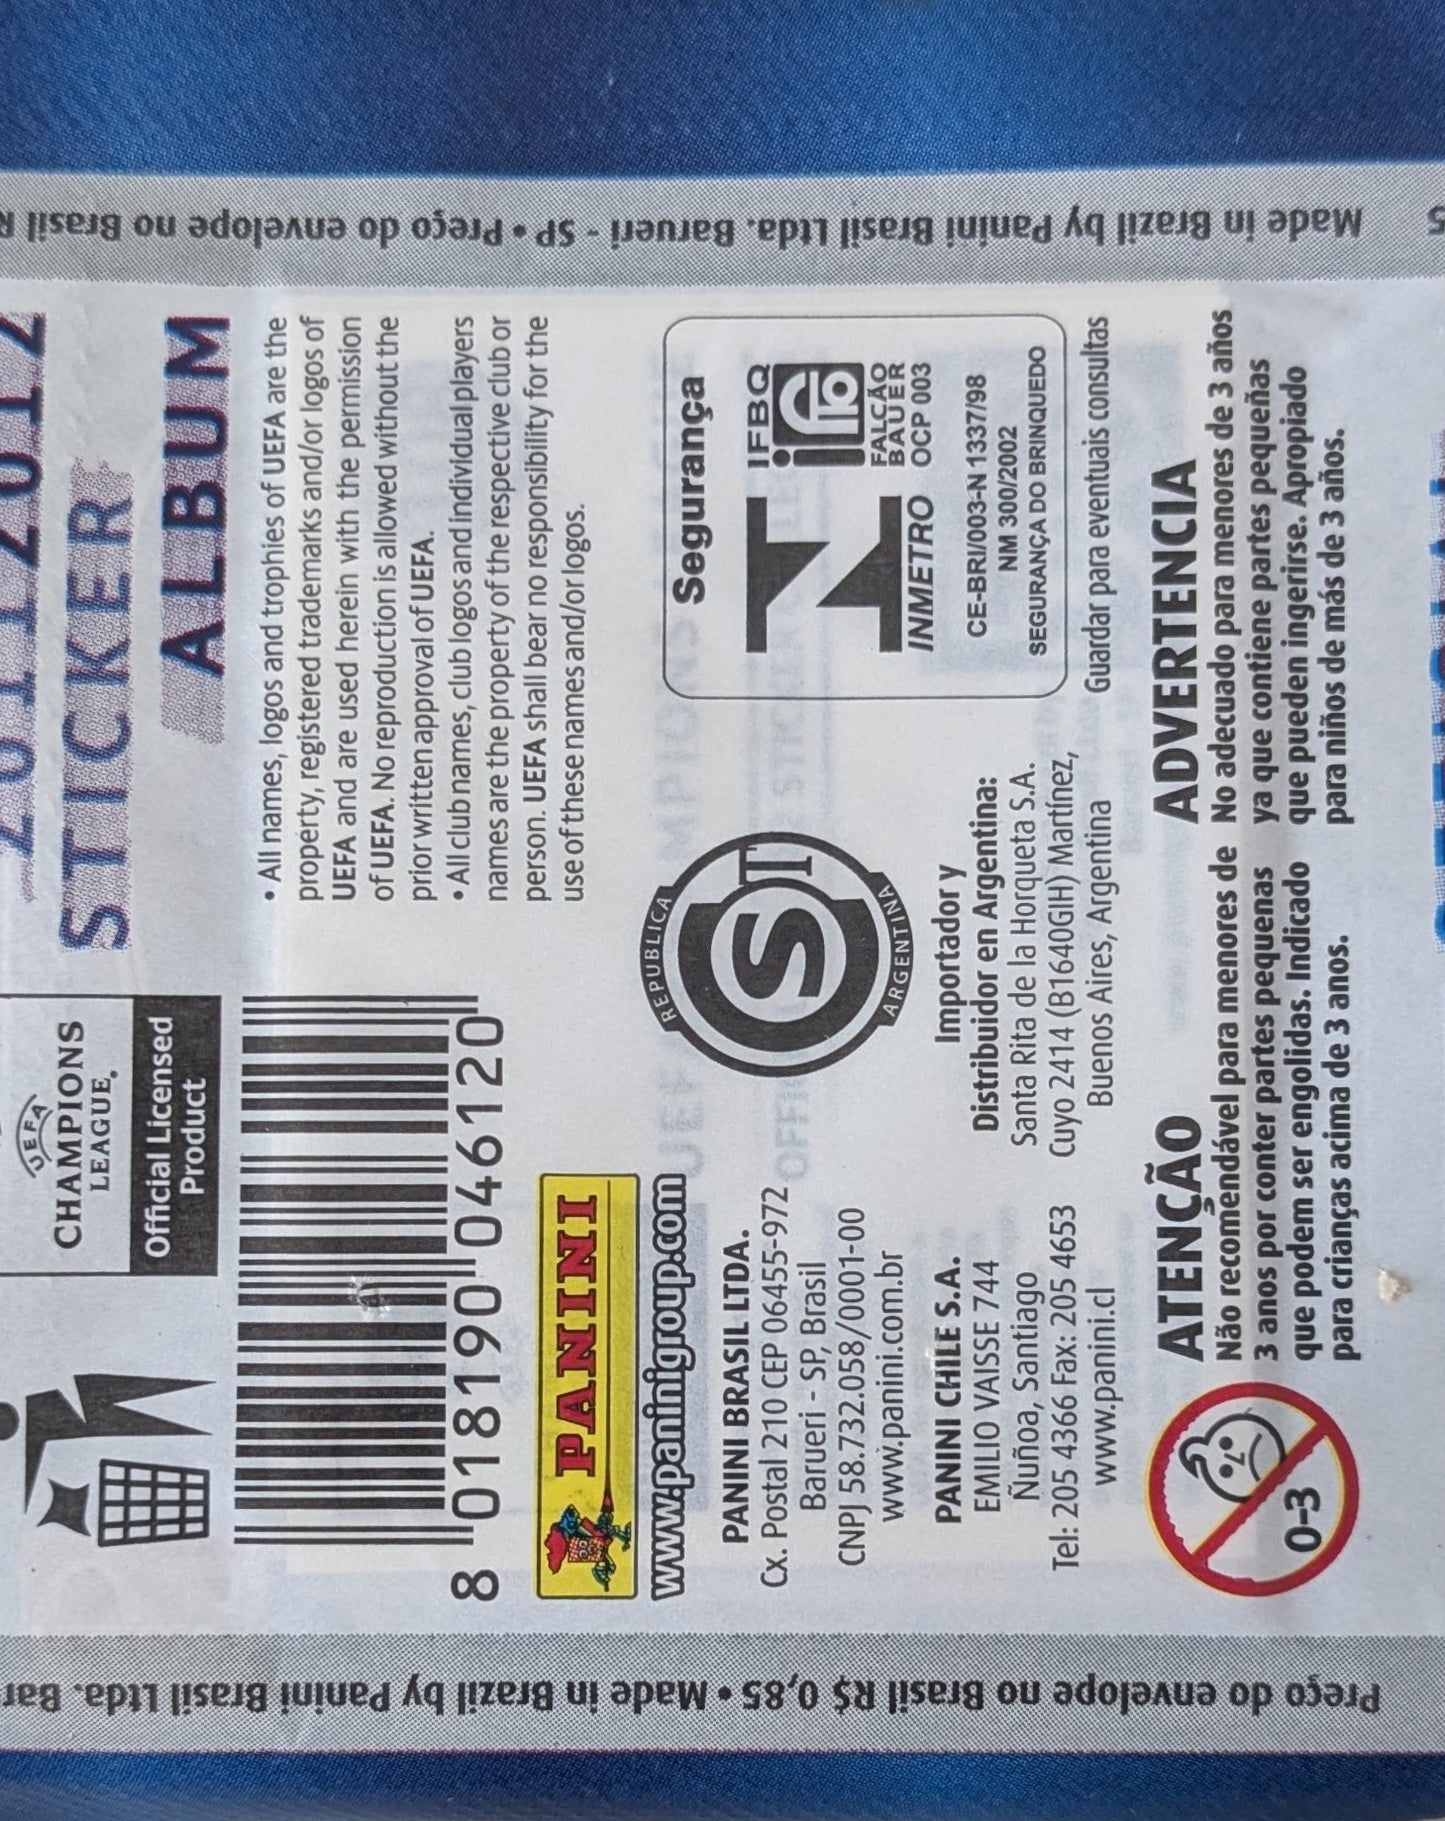 2011 2012
STICKER
ALBUM
UEFA
CHAMPIONS
LEAGUE
Official Licensed
Product
8 018190 046120
• All names, logos and trophies of UEFA are the
property, registered trademarks and/or logos of
UEFA and are used herein with the permission
of UEFA. No reproduction is allowed without the
prior written approval of UEFA.
• All club names, club logos and individual players
names are the property of the respective club or
person. UEFA shall bear no responsibility for the
use of these names and/or logos.
PANINI
www.paninigroup.com
PANINI BRASIL LTDA.
Cx. Postal 210 CEP 06455-972
Barueri - SP, Brasil
CNPJ 58.732.058/0001-00
www.panini.com.br
PANINI CHILE S.A.
EMILIO VAISSE 744
Ñuñoa, Santiago
Tel: 205 4366 Fax: 205 4653
www.panini.cl
REPUBLICA
S
ARGENTINA
Importador y
Distribuidor en Argentina:
Santa Rita de la Horqueta S.A.
Cuyo 2414 (B1640GIH) Martínez,
Buenos Aires, Argentina
Segurança
IFBQ
FALCÃO
BAUER
OCP 003
INMETRO
CE-BRI/003-N 1337/98
NM 300/2002
SEGURANÇA DO BRINQUEDO
Guardar para eventuais consultas
0-3
ATENÇÃO
Não recomendável para menores de
3 anos por conter partes pequenas
que podem ser engolidas. Indicado
para crianças acima de 3 anos.
ADVERTENCIA
No adecuado para menores de 3 años
ya que contiene partes pequeñas
que pueden ingerirse. Apropiado
para niños de más de 3 años.
Made in Brazil by Panini Brasil Ltda. Barueri - SP • Preço do envelope no Brasil R
Preço do envelope no Brasil R$ 0,85 • Made in Brazil by Panini Brasil Ltda. Bar